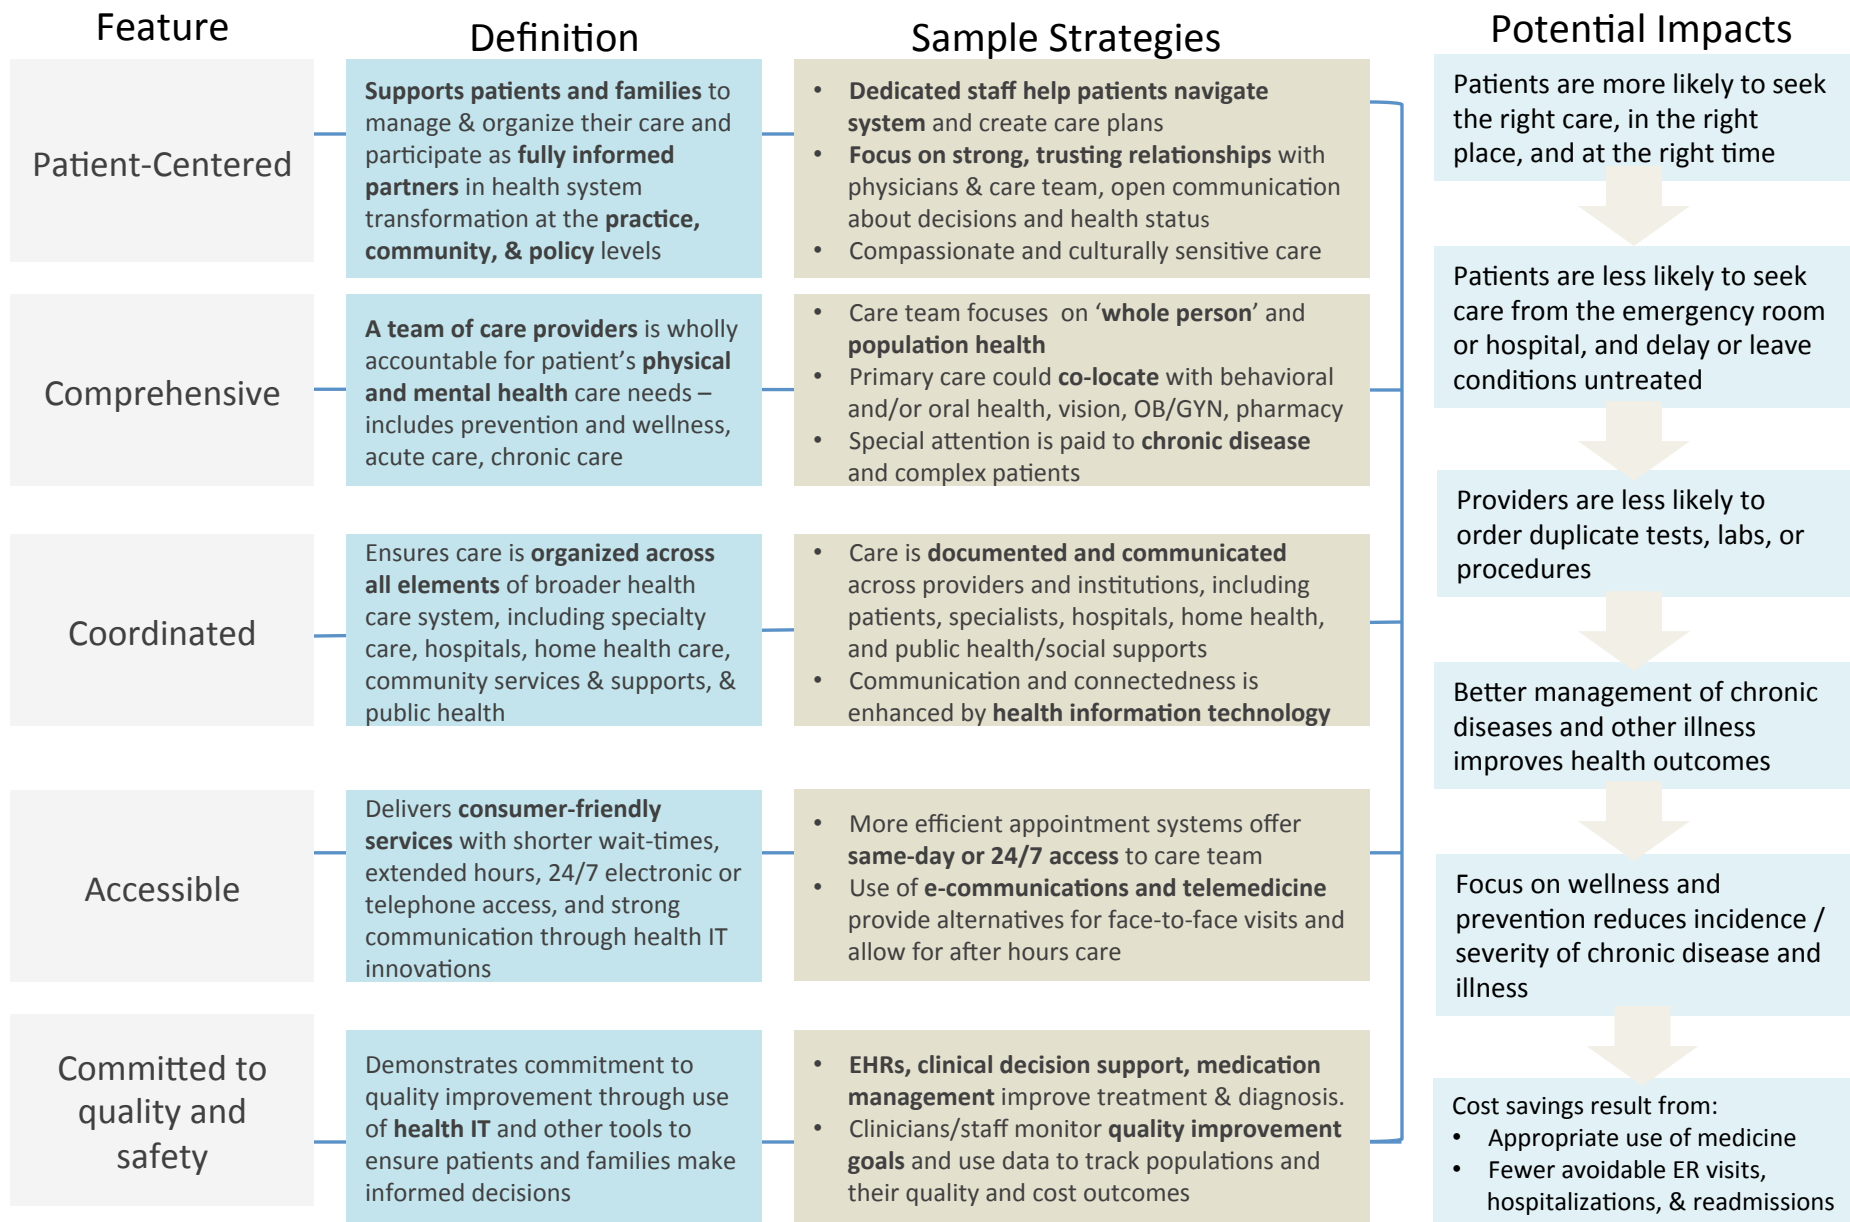 Feature
Definition
Sample Strategies
Potential Impacts
Patient-Centered
Supports patients and families to
manage & organize their care and
participate as fully informed
partners in health system
transformation at the practice,
community, & policy levels
• Dedicated staff help patients navigate
system and create care plans
• Focus on strong, trusting relationships with
physicians & care team, open communication
about decisions and health status
• Compassionate and culturally sensitive care
Comprehensive
A team of care providers is wholly
accountable for patient’s physical
and mental health care needs –
includes prevention and wellness,
acute care, chronic care
• Care team focuses on ‘whole person’ and
population health
• Primary care could co-locate with behavioral
and/or oral health, vision, OB/GYN, pharmacy
• Special attention is paid to chronic disease
and complex patients
Coordinated
Ensures care is organized across
all elements of broader health
care system, including specialty
care, hospitals, home health care,
community services & supports, &
public health
• Care is documented and communicated
across providers and institutions, including
patients, specialists, hospitals, home health,
and public health/social supports
• Communication and connectedness is
enhanced by health information technology
Accessible
Delivers consumer-friendly
services with shorter wait-times,
extended hours, 24/7 electronic or
telephone access, and strong
communication through health IT
innovations
• More efficient appointment systems offer
same-day or 24/7 access to care team
• Use of e-communications and telemedicine
provide alternatives for face-to-face visits and
allow for after hours care
Committed to
quality and
safety
Demonstrates commitment to
quality improvement through use
of health IT and other tools to
ensure patients and families make
informed decisions
• EHRs, clinical decision support, medication
management improve treatment & diagnosis.
• Clinicians/staff monitor quality improvement
goals and use data to track populations and
their quality and cost outcomes
Patients are more likely to seek
the right care, in the right
place, and at the right time
Patients are less likely to seek
care from the emergency room
or hospital, and delay or leave
conditions untreated
Providers are less likely to
order duplicate tests, labs, or
procedures
Better management of chronic
diseases and other illness
improves health outcomes
Focus on wellness and
prevention reduces incidence /
severity of chronic disease and
illness
Cost savings result from:
• Appropriate use of medicine
• Fewer avoidable ER visits,
hospitalizations, & readmissions